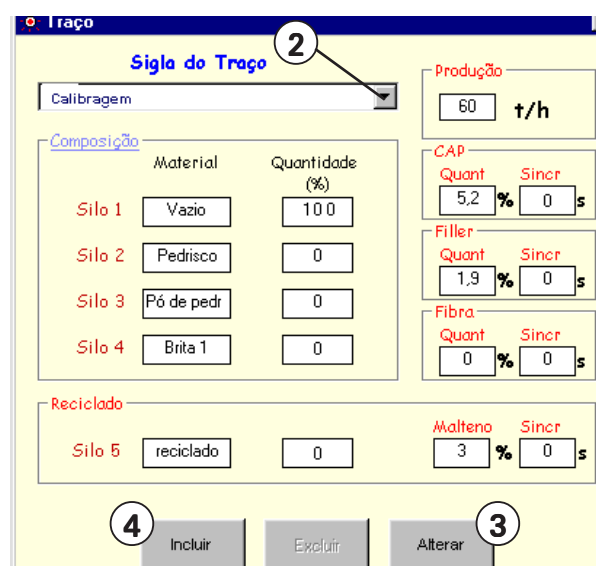 Traço
Sigla do Traço
2
Calibragem
Produção
60 t/h
Composição
Material Quantidade
(%)
Silo 1 Vazio 100
Silo 2 Pedrisco 0
Silo 3 Pó de pedr 0
Silo 4 Brita 1 0
CAP
Quant Sincr
5,2 % 0 s
Filler
Quant Sincr
1,9 % 0 s
Fibra
Quant Sincr
0 % 0 s
Reciclado
Malteno Sincr
Silo 5 reciclado 0 3 % 0 s
4 3
Incluir Excluir Alterar